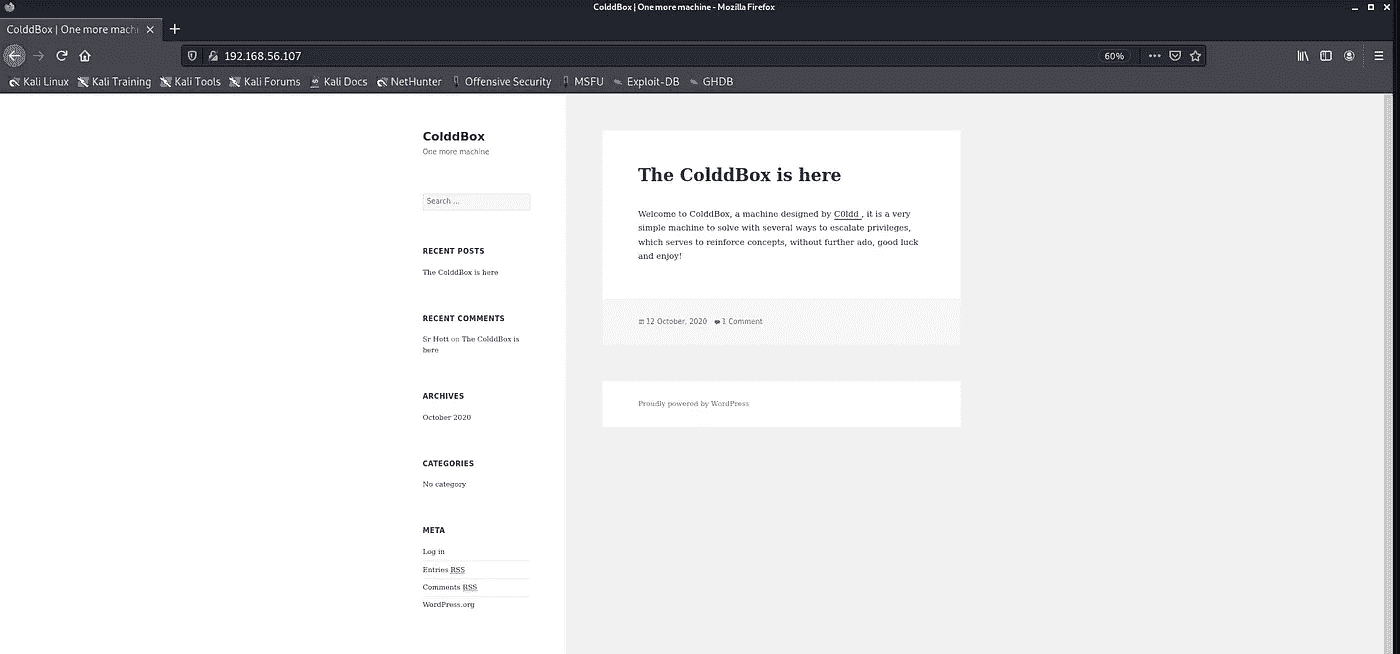 ColddBox | One more machine - Mozilla Firefox
ColddBox | One more mach
192.168.56.107
60%
Kali Linux Kali Training Kali Tools Kali Forums Kali Docs NetHunter Offensive Security MSFU Exploit-DB GHDB
ColddBox
One more machine
Search ...
RECENT POSTS
The ColddBox is here
RECENT COMMENTS
Sr Hott on The ColddBox is
here
ARCHIVES
October 2020
CATEGORIES
No category
META
Log in
Entries RSS
Comments RSS
WordPress.org
The ColddBox is here
Welcome to ColddBox, a machine designed by C0ldd , it is a very
simple machine to solve with several ways to escalate privileges,
which serves to reinforce concepts, without further ado, good luck
and enjoy!
12 October, 2020 1 Comment
Proudly powered by WordPress